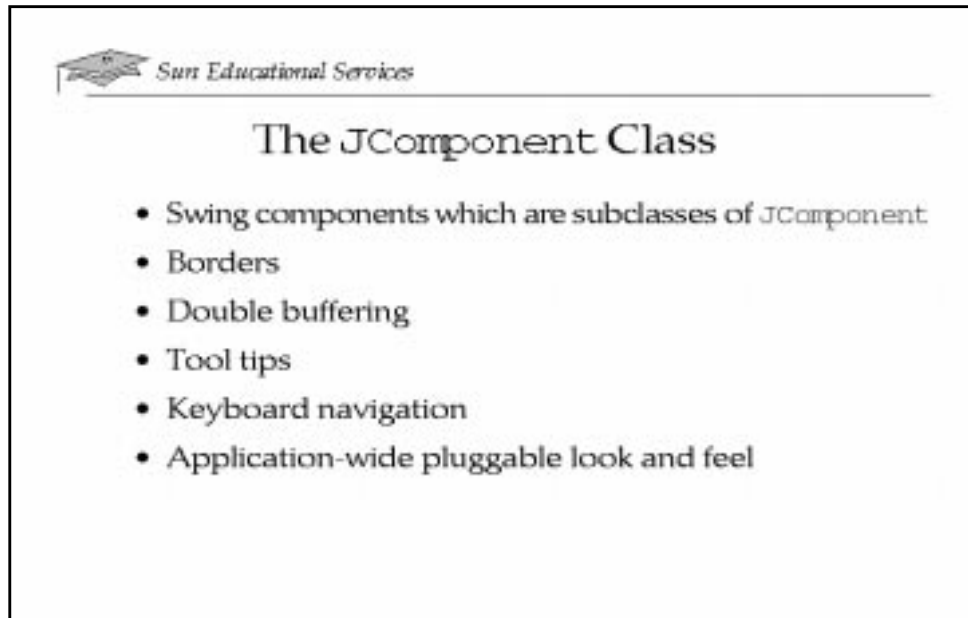 Sun Educational Services
The JComponent Class
• Swing components which are subclasses of JComponent
• Borders
• Double buffering
• Tool tips
• Keyboard navigation
• Application-wide pluggable look and feel